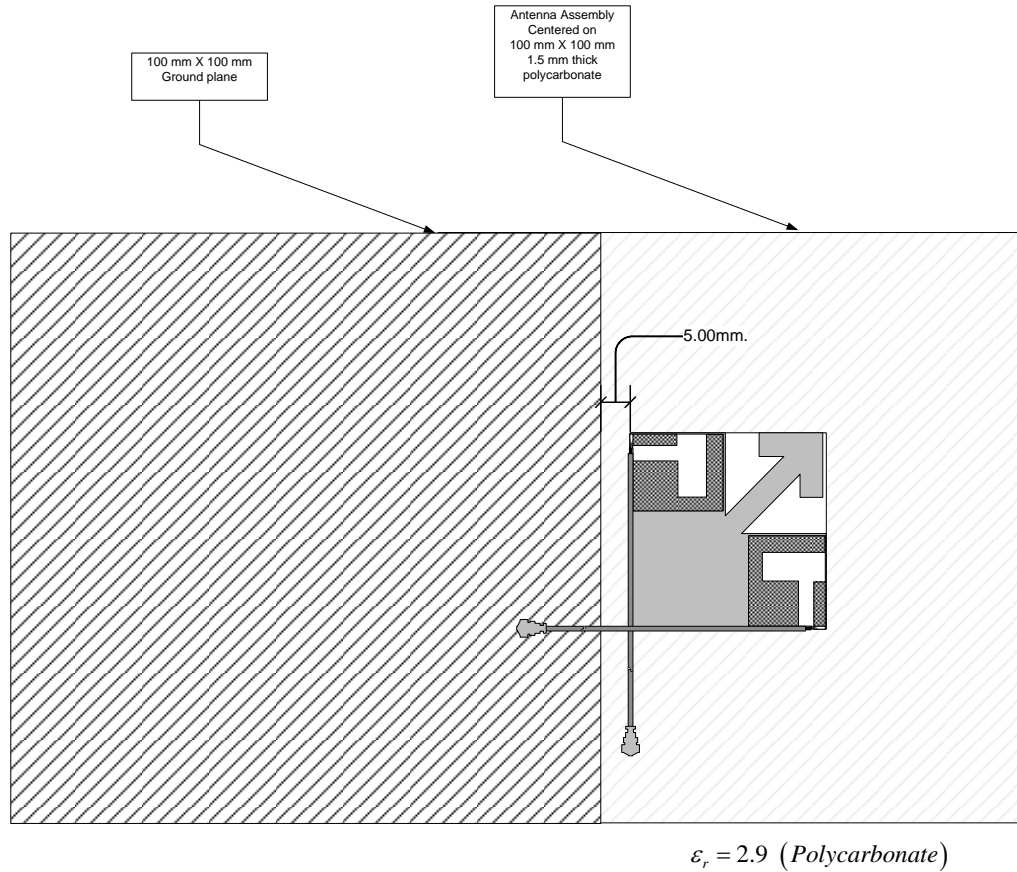 100 mm X 100 mm
Ground plane
Antenna Assembly
Centered on
100 mm X 100 mm
1.5 mm thick
polycarbonate
5.00mm.
εr = 2.9 (Polycarbonate)